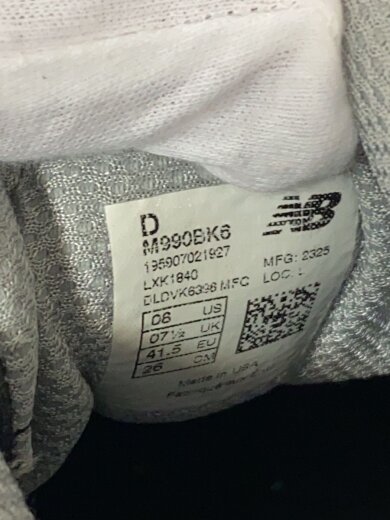 D
NB
M990BK6
195907021927
LXK1840
MFG: 2325
DLDVK6396 MFC LOC: L
08 US
07½ UK
41.5 EU
26 CM
Made in USA